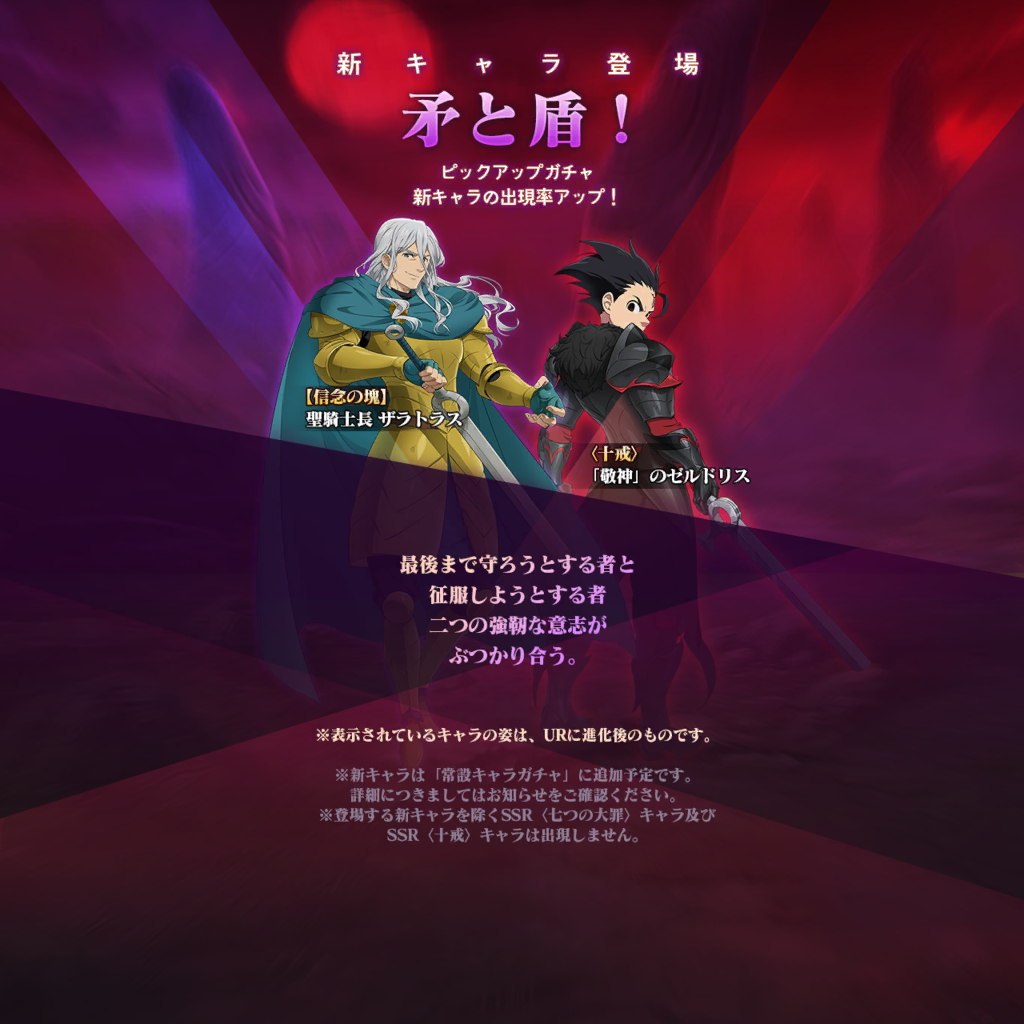 新キャラ登場
矛と盾！
ピックアップガチャ
新キャラの出現率アップ！
【信念の塊】
聖騎士長 ザラトラス
〈十戒〉
「敬神」のゼルドリス
最後まで守ろうとする者と
征服しようとする者
二つの強靭な意志が
ぶつかり合う。
※表示されているキャラの姿は、URに進化後のものです。
※新キャラは「常設キャラガチャ」に追加予定です。
詳細につきましてはお知らせをご確認ください。
※登場する新キャラを除くSSR〈七つの大罪〉キャラ及び
SSR〈十戒〉キャラは出現しません。